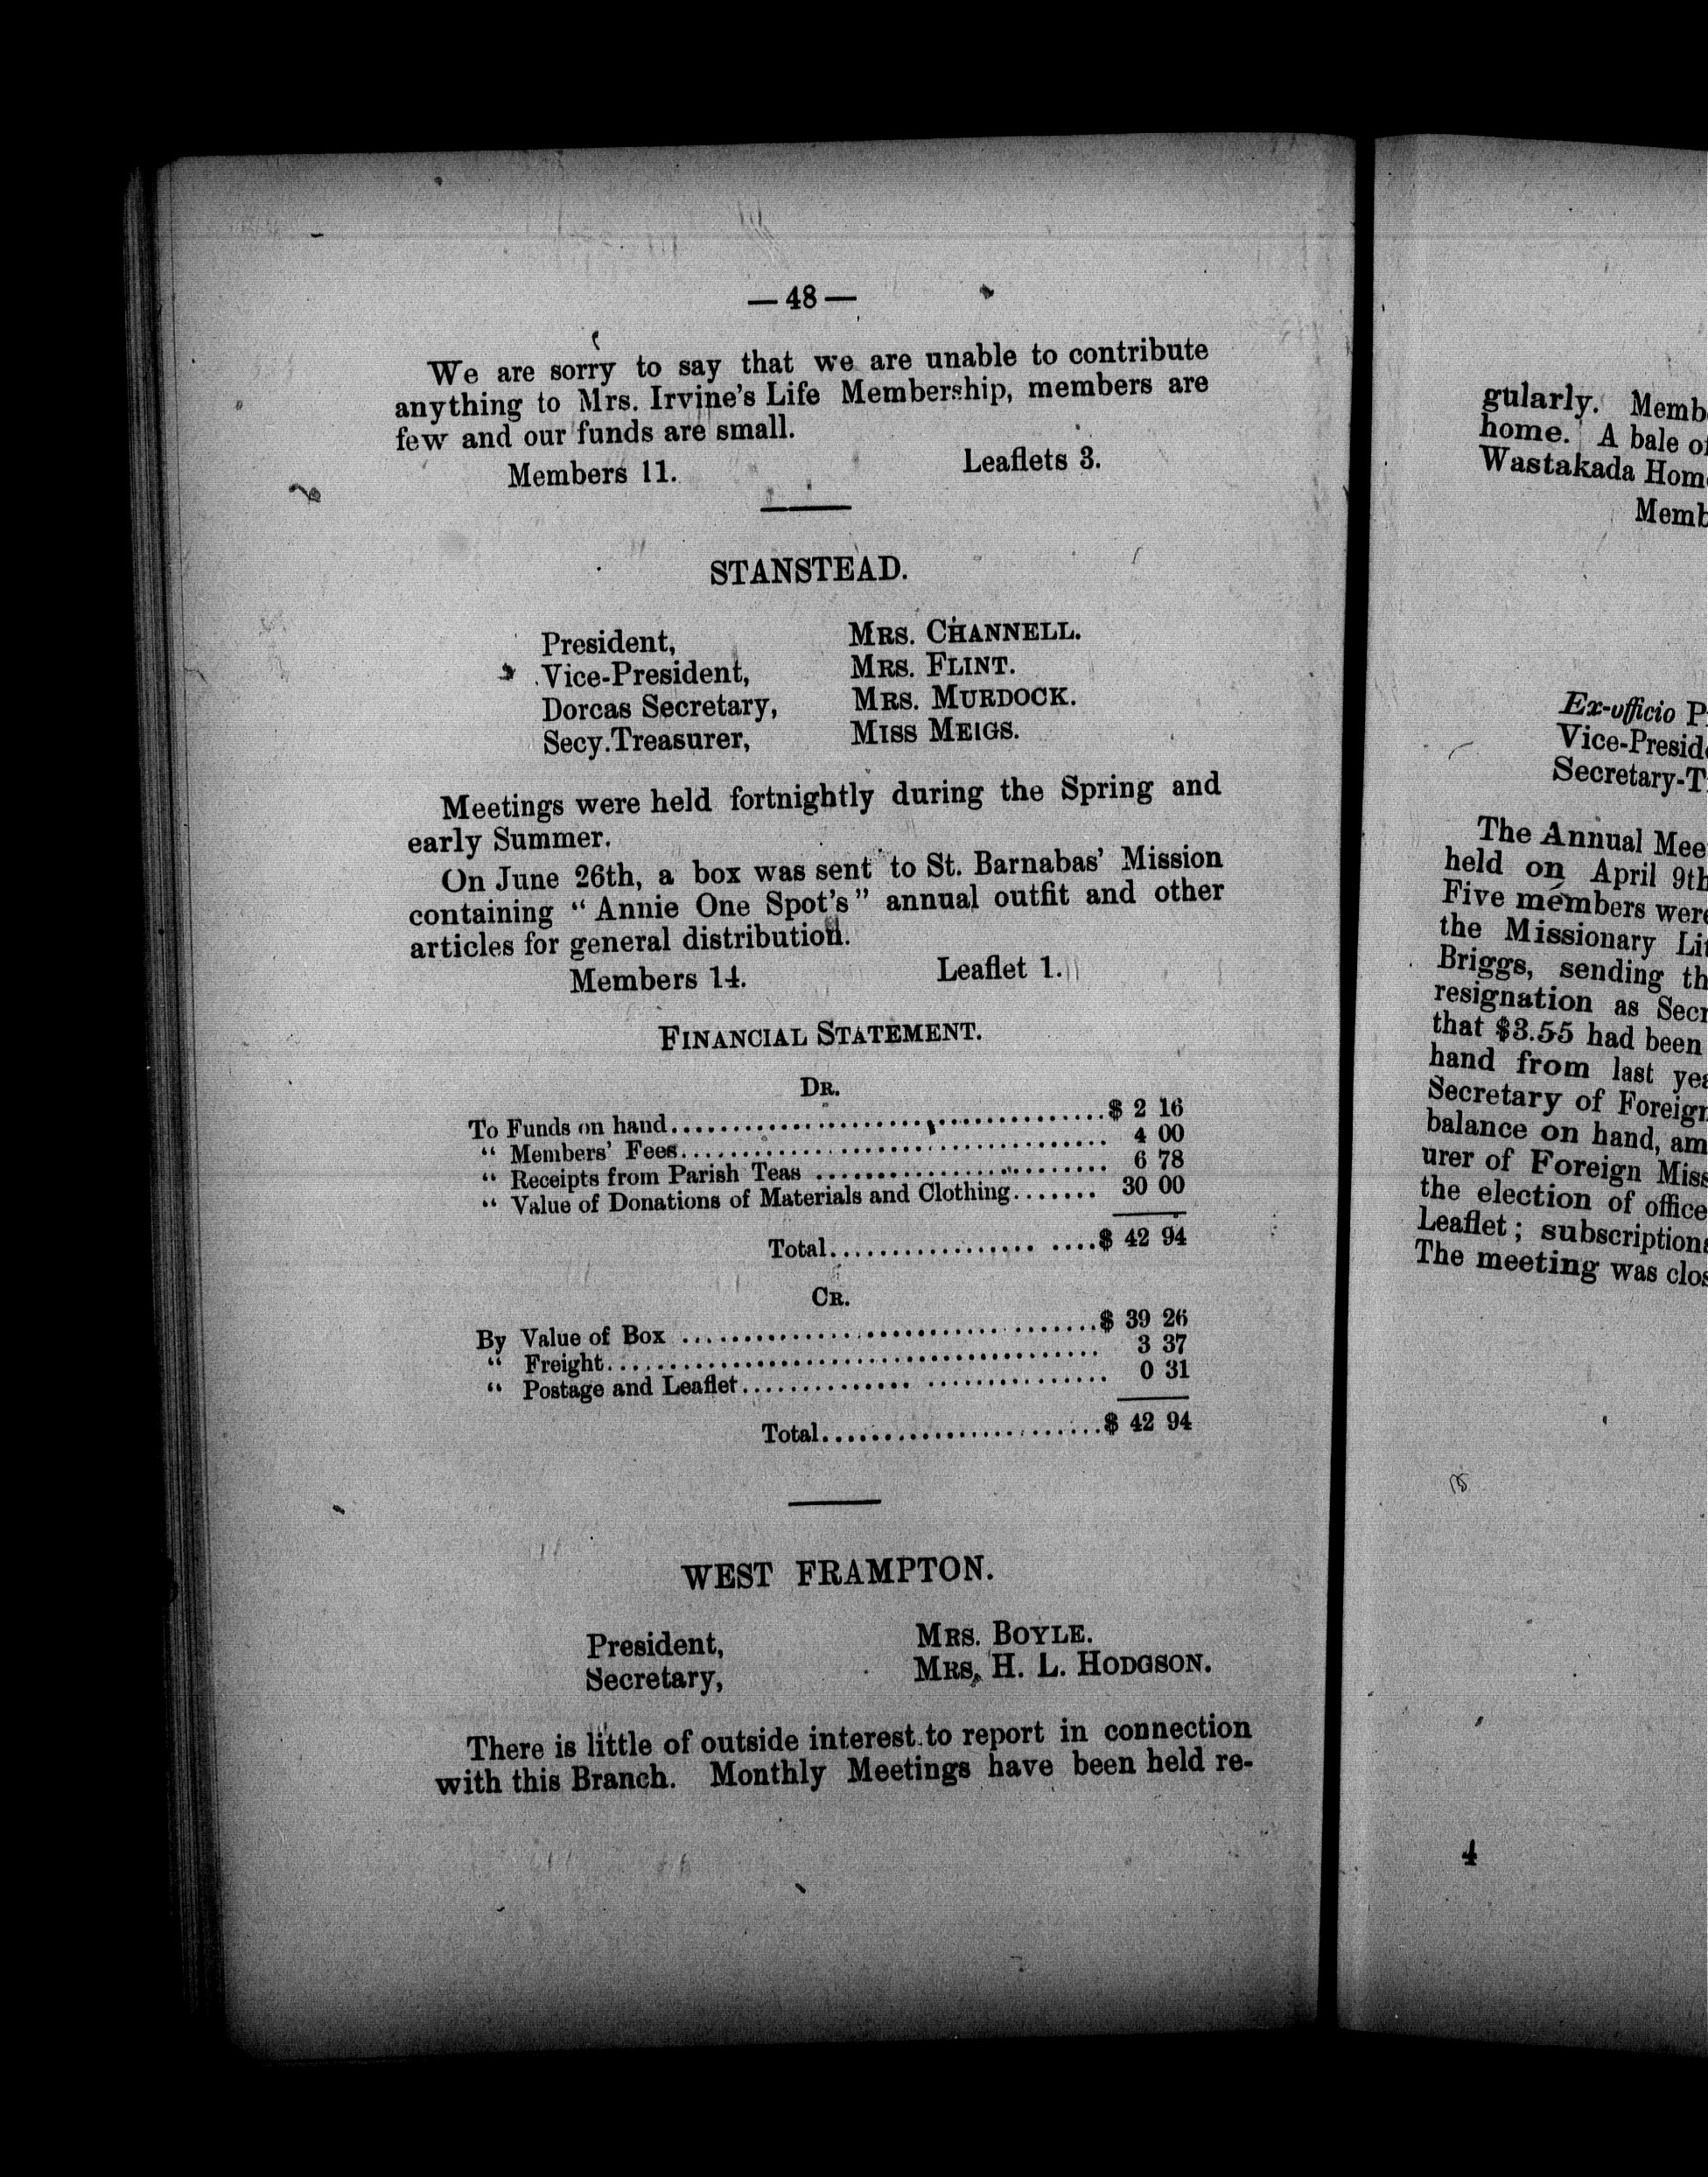 — 48 —
We are sorry to say that we are unable to contribute
anything to Mrs. Irvine's Life Membership, members are
few and our funds are small.
Members 11. Leaflets 3.
STANSTEAD.
President, MRS. CHANNELL.
Vice-President, MRS. FLINT.
Dorcas Secretary, MRS. MURDOCK.
Secy.Treasurer, MISS MEIGS.
Meetings were held fortnightly during the Spring and
early Summer.
On June 26th, a box was sent to St. Barnabas' Mission
containing "Annie One Spot's" annual outfit and other
articles for general distribution.
Members 14. Leaflet 1.
FINANCIAL STATEMENT.
DR.
To Funds on hand........................................$ 2 16
" Members' Fees........................................ 4 00
" Receipts from Parish Teas ........................... 6 78
" Value of Donations of Materials and Clothing....... 30 00
Total.....................$ 42 94
CR.
By Value of Box ........................................$ 39 26
" Freight.............................................. 3 37
" Postage and Leaflet................................. 0 31
Total.........................$ 42 94
WEST FRAMPTON.
President, MRS. BOYLE.
Secretary, MRS. H. L. HODGSON.
There is little of outside interest to report in connection
with this Branch. Monthly Meetings have been held re-
gularly. Memb
home. A bale of
Wastakada Hom
Memb
Ex-officio P
Vice-Presid
Secretary-T
The Annual Mee
held on April 9th
Five members were
the Missionary Lit
Briggs, sending th
resignation as Secr
that $3.55 had been
hand from last yea
Secretary of Foreign
balance on hand, am
urer of Foreign Miss
the election of office
Leaflet; subscriptions
The meeting was clos
4